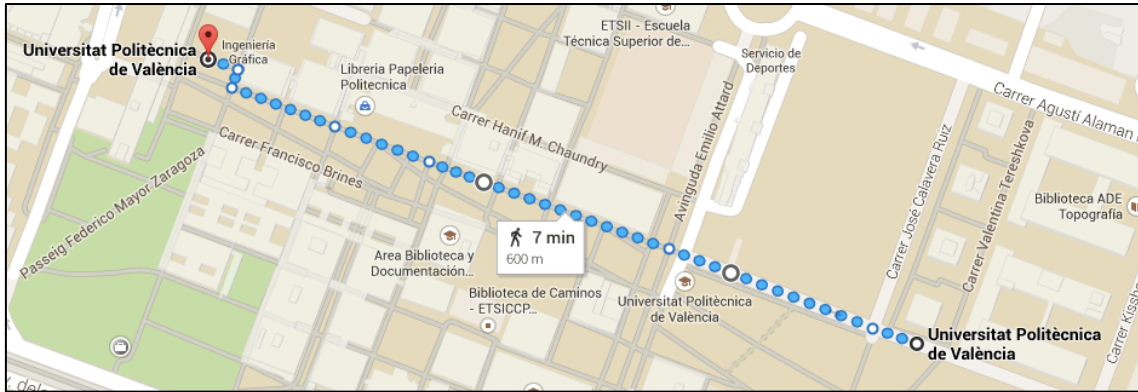 Universitat Politècnica
de València
Ingeniería
Gráfica
Libreria Papeleria
Politecnica
ETSII - Escuela
Técnica Superior de...
Servicio de
Deportes
Carrer Agustí Alaman
Carrer Hanif M. Chaundry
Carrer Francisco Brines
Passeig Federico Mayor Zaragoza
Avinguda Emilio Attard
Carrer José Calavera Ruiz
Carrer Valentina Tereshkova
Biblioteca ADE
Topografía
7 min
600 m
Area Biblioteca y
Documentación...
Biblioteca de Caminos
- ETSICCP...
Universitat Politècnica
de València
Universitat Politècnica
de València